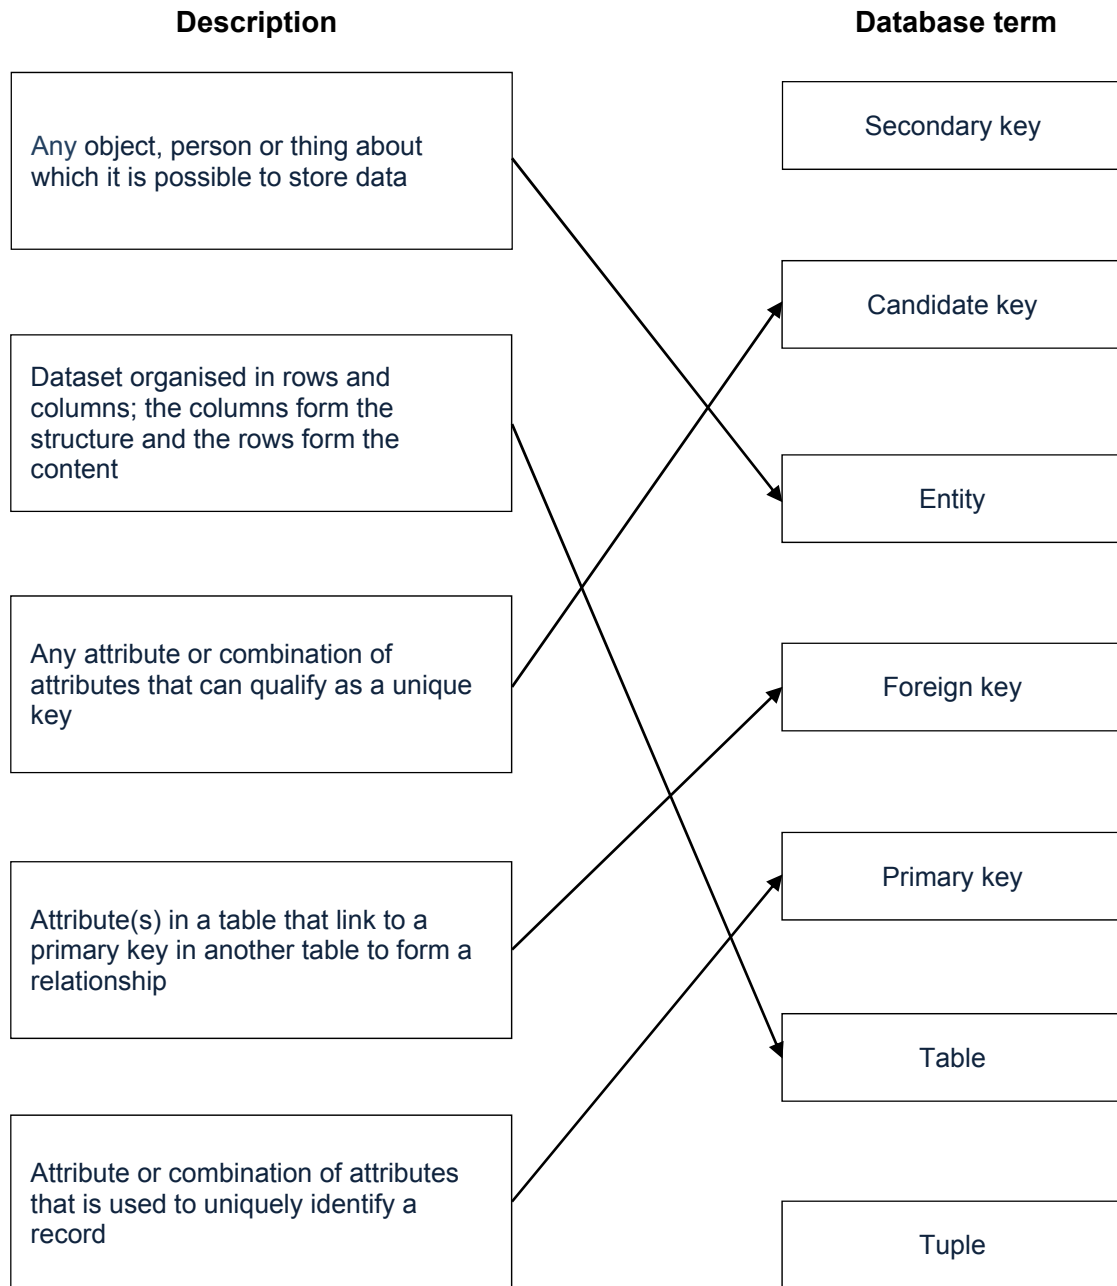 Description
Database term
Any object, person or thing about
which it is possible to store data
Dataset organised in rows and
columns; the columns form the
structure and the rows form the
content
Any attribute or combination of
attributes that can qualify as a unique
key
Attribute(s) in a table that link to a
primary key in another table to form a
relationship
Attribute or combination of attributes
that is used to uniquely identify a
record
Secondary key
Candidate key
Entity
Foreign key
Primary key
Table
Tuple